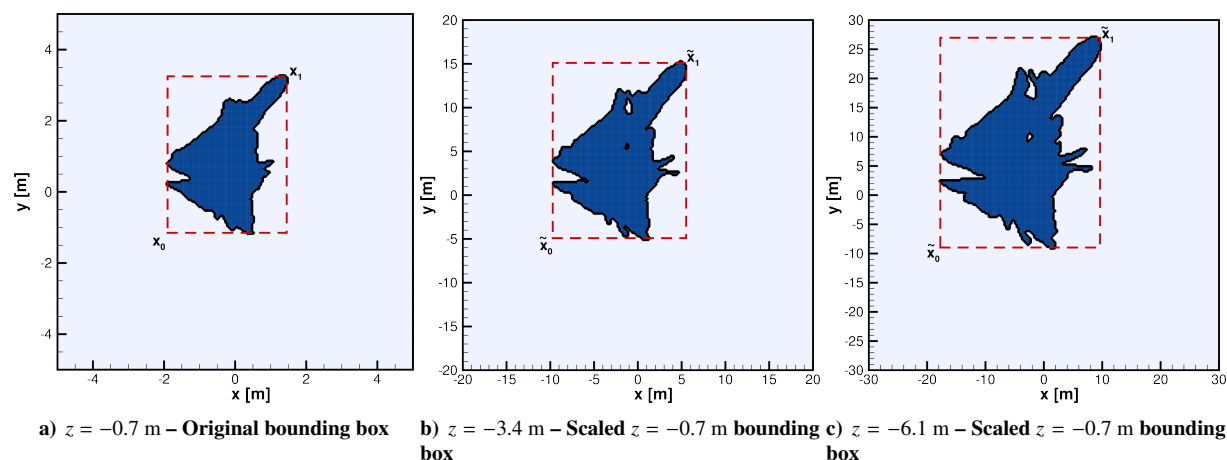 4
2
0
-2
-4
y [m]
-4 -2 0 2 4
x [m]
x₁
x₀
20
15
10
5
0
-5
-10
-15
-20
y [m]
-20 -15 -10 -5 0 5 10 15 20
x [m]
x̃₁
x̃₀
30
25
20
15
10
5
0
-5
-10
-15
-20
-25
-30
y [m]
-30 -20 -10 0 10 20 30
x [m]
x̃₁
x̃₀
a) z = −0.7 m – Original bounding box
b) z = −3.4 m – Scaled z = −0.7 m bounding
box
c) z = −6.1 m – Scaled z = −0.7 m bounding
box